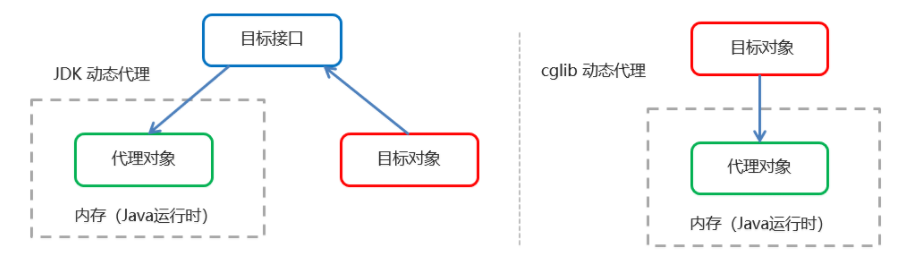 目标接口
JDK 动态代理
代理对象
目标对象
内存（Java运行时）
目标对象
cglib 动态代理
代理对象
内存（Java运行时）